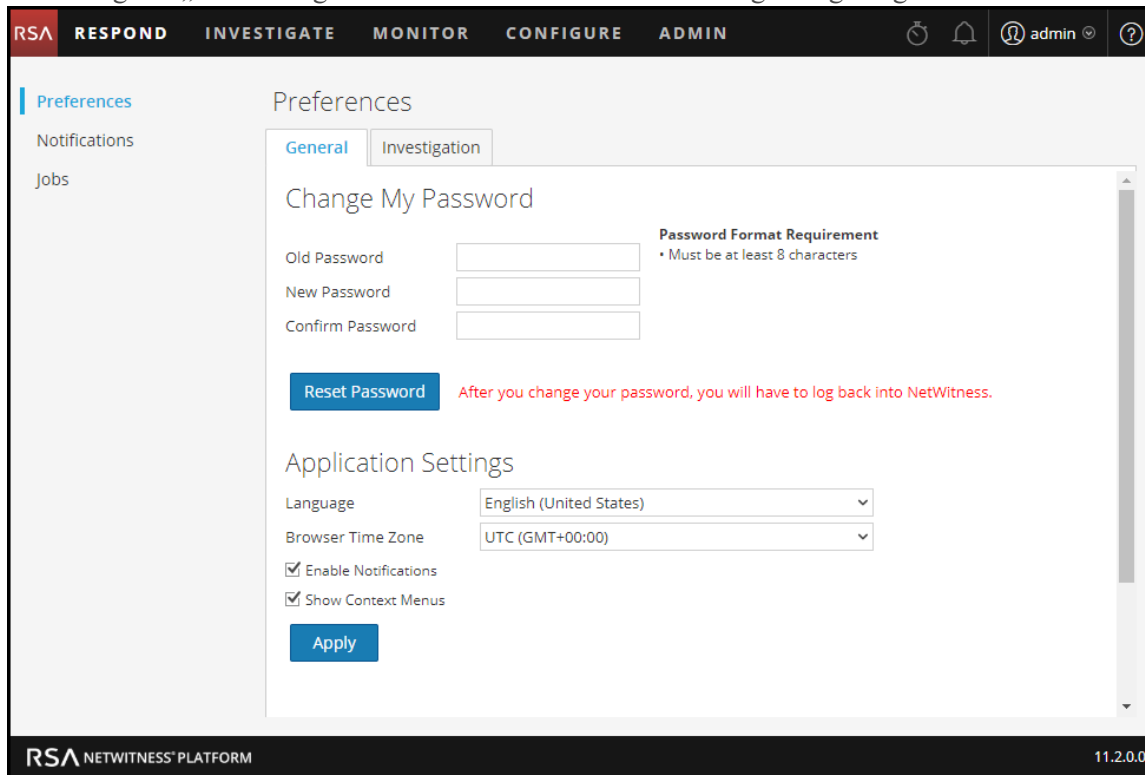 RSA RESPOND INVESTIGATE MONITOR CONFIGURE ADMIN admin ?
Preferences
Notifications
Jobs
Preferences
General Investigation
Change My Password
Password Format Requirement
• Must be at least 8 characters
Old Password
New Password
Confirm Password
Reset Password After you change your password, you will have to log back into NetWitness.
Application Settings
Language English (United States)
Browser Time Zone UTC (GMT+00:00)
Enable Notifications
Show Context Menus
Apply
RSA NETWITNESS® PLATFORM 11.2.0.0